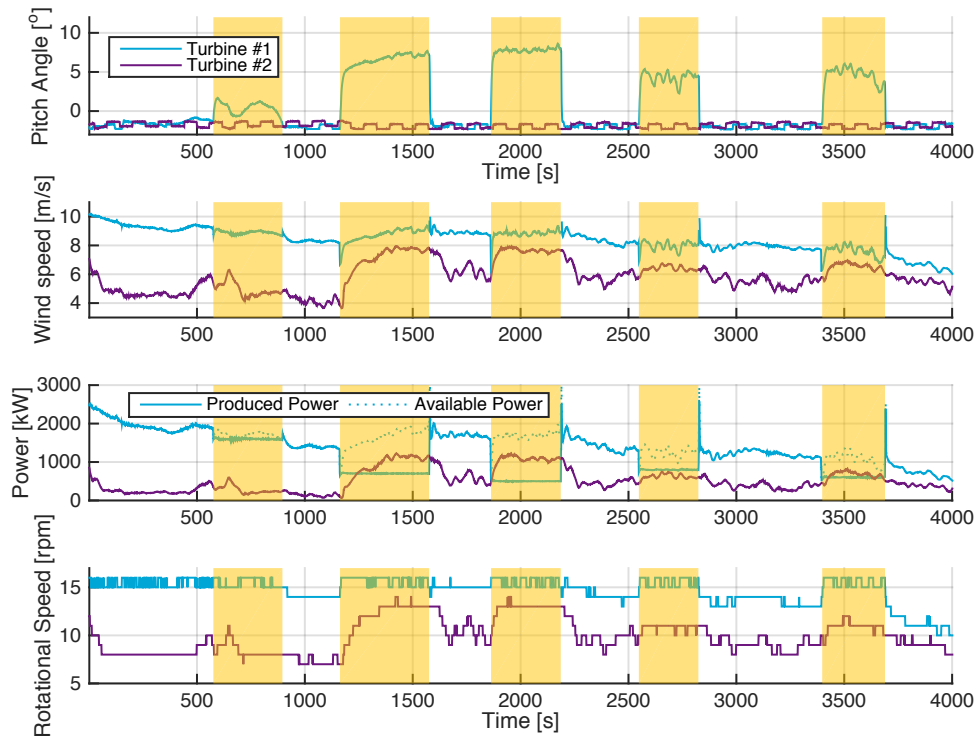 Pitch Angle [°]
10
5
0
Turbine #1
Turbine #2
500 1000 1500 2000 2500 3000 3500 4000
Time [s]
Wind speed [m/s]
10
8
6
4
500 1000 1500 2000 2500 3000 3500 4000
Power [kW]
3000
2000
1000
0
Produced Power Available Power
500 1000 1500 2000 2500 3000 3500 4000
Rotational Speed [rpm]
15
10
5
500 1000 1500 2000 2500 3000 3500 4000
Time [s]